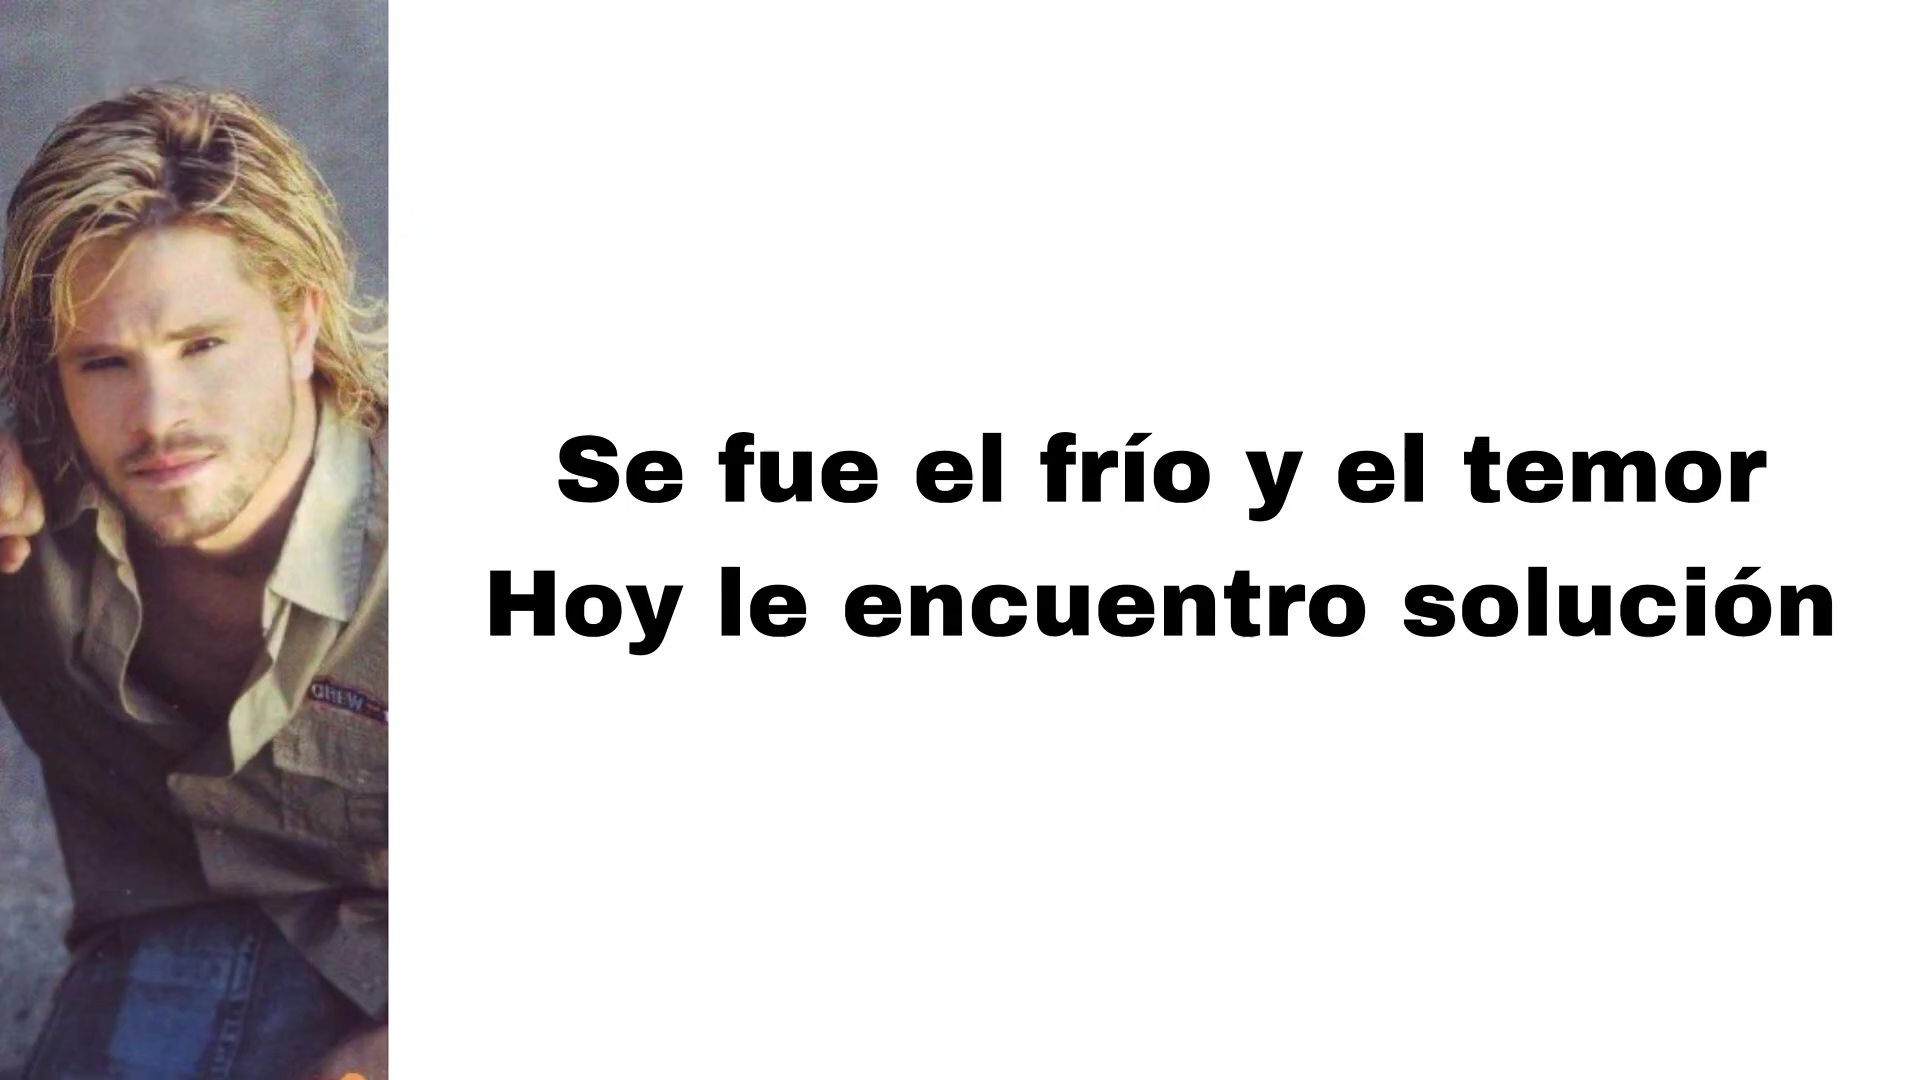 Se fue el frío y el temor
Hoy le encuentro solución